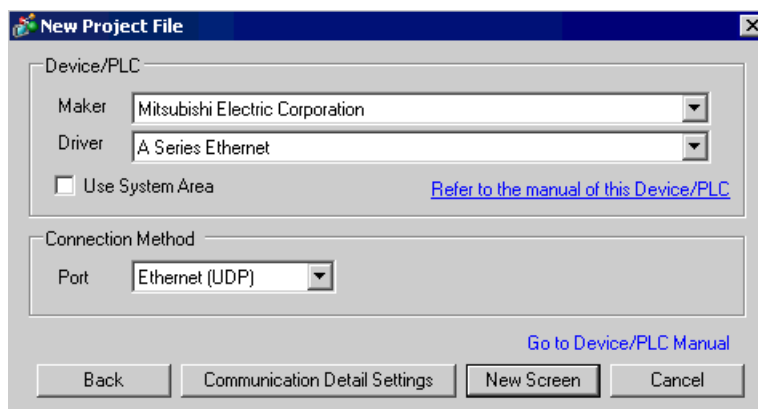 New Project File
Device/PLC
Maker Mitsubishi Electric Corporation
Driver A Series Ethernet
Use System Area Refer to the manual of this Device/PLC
Connection Method
Port Ethernet (UDP)
Go to Device/PLC Manual
Back Communication Detail Settings New Screen Cancel